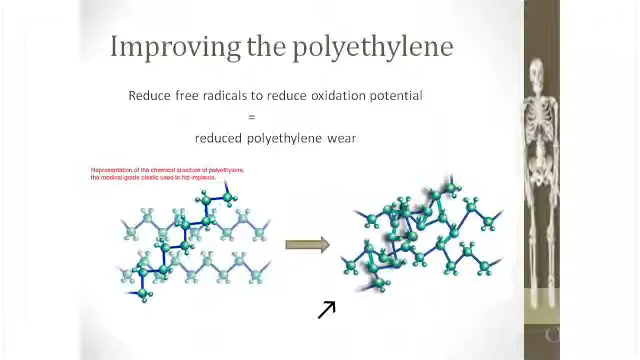 Improving the polyethylene
Reduce free radicals to reduce oxidation potential
=
reduced polyethylene wear
Representation of the chemical structure of polyethylene,
the medical-grade plastic used in hip implants.